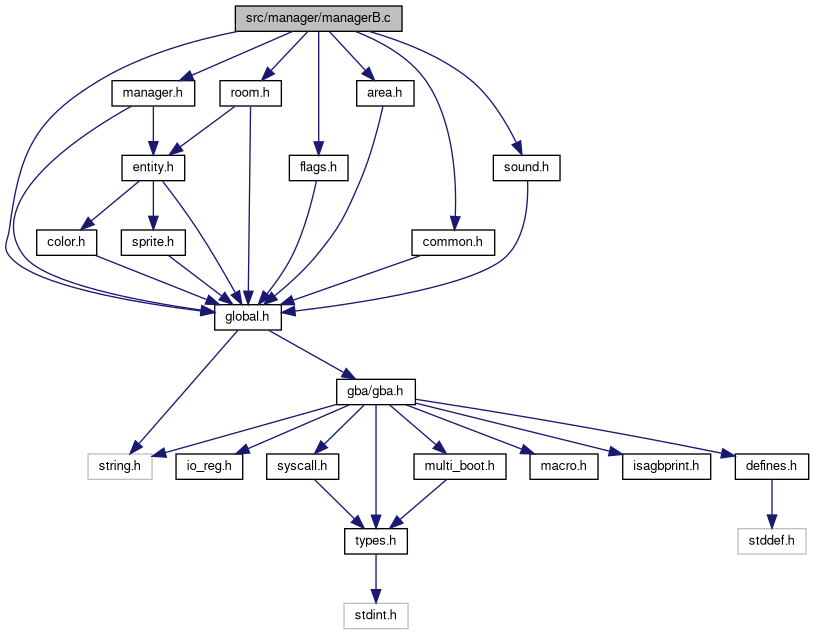 src/manager/managerB.c
manager.h
room.h
area.h
entity.h
flags.h
sound.h
color.h
sprite.h
common.h
global.h
gba/gba.h
string.h
io_reg.h
syscall.h
multi_boot.h
macro.h
isagbprint.h
defines.h
types.h
stddef.h
stdint.h